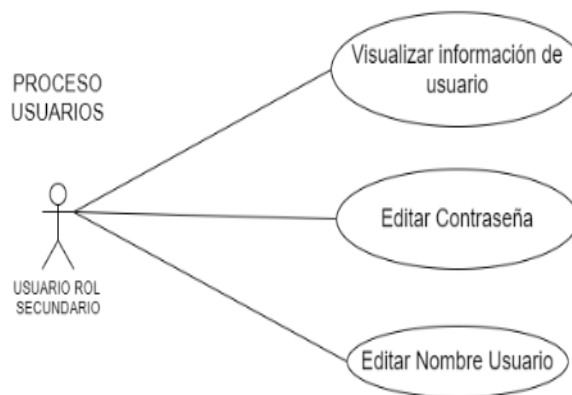 PROCESO
USUARIOS
Visualizar información de
usuario
Editar Contraseña
USUARIO ROL
SECUNDARIO
Editar Nombre Usuario